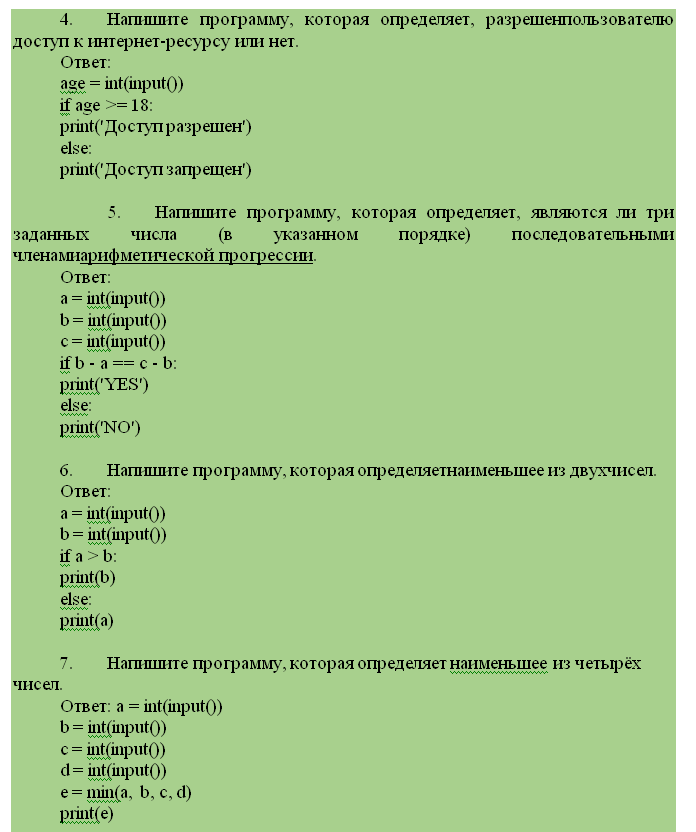 4. Напишите программу, которая определяет, разрешенпользователю
доступ к интернет-ресурсу или нет.
Ответ:
age = int(input())
if age >= 18:
print('Доступ разрешен')
else:
print('Доступ запрещен')
5. Напишите программу, которая определяет, являются ли три
заданных числа (в указанном порядке) последовательными
членамиарифметической прогрессии.
Ответ:
a = int(input())
b = int(input())
c = int(input())
if b - a == c - b:
print('YES')
else:
print('NO')
6. Напишите программу, которая определяетнаименьшее из двухчисел.
Ответ:
a = int(input())
b = int(input())
if a > b:
print(b)
else:
print(a)
7. Напишите программу, которая определяет наименьшее из четырёх
чисел.
Ответ: a = int(input())
b = int(input())
c = int(input())
d = int(input())
e = min(a, b, c, d)
print(e)